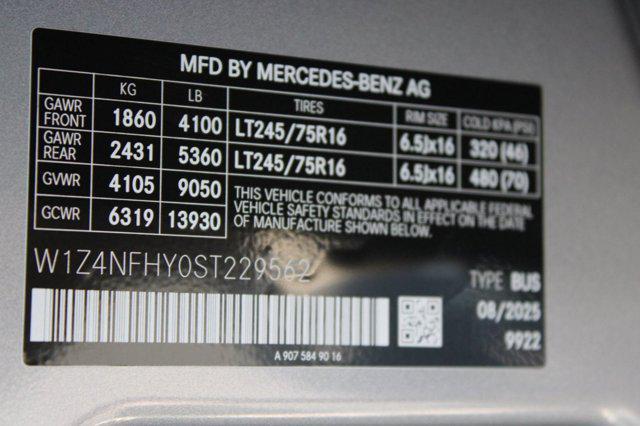 MFD BY MERCEDES-BENZ AG
KG LB TIRES RIM SIZE COLD KPA (PSI)
GAWR FRONT 1860 4100 LT245/75R16 6.5Jx16 320 (46)
GAWR REAR 2431 5360 LT245/75R16 6.5Jx16 480 (70)
GVWR 4105 9050
GCWR 6319 13930
THIS VEHICLE CONFORMS TO ALL APPLICABLE FEDERAL
VEHICLE SAFETY STANDARDS IN EFFECT ON THE DATE
OF MANUFACTURE SHOWN BELOW.
W1Z4NFHY0ST229562
TYPE BUS
08/2025
9922
A 907 584 90 16